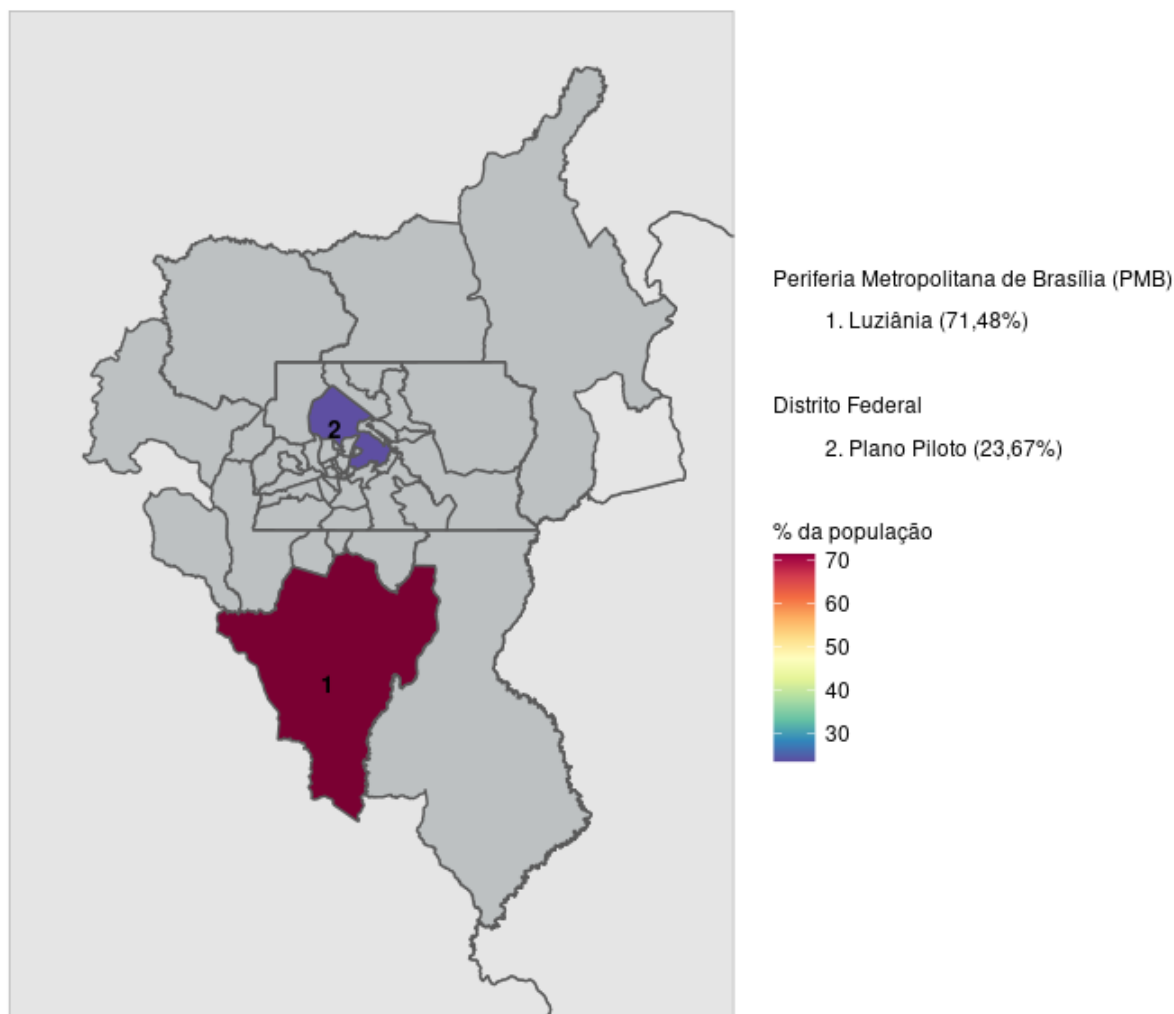 Periferia Metropolitana de Brasília (PMB)
1. Luziânia (71,48%)
Distrito Federal
2. Plano Piloto (23,67%)
% da população
70
60
50
40
30
2
1